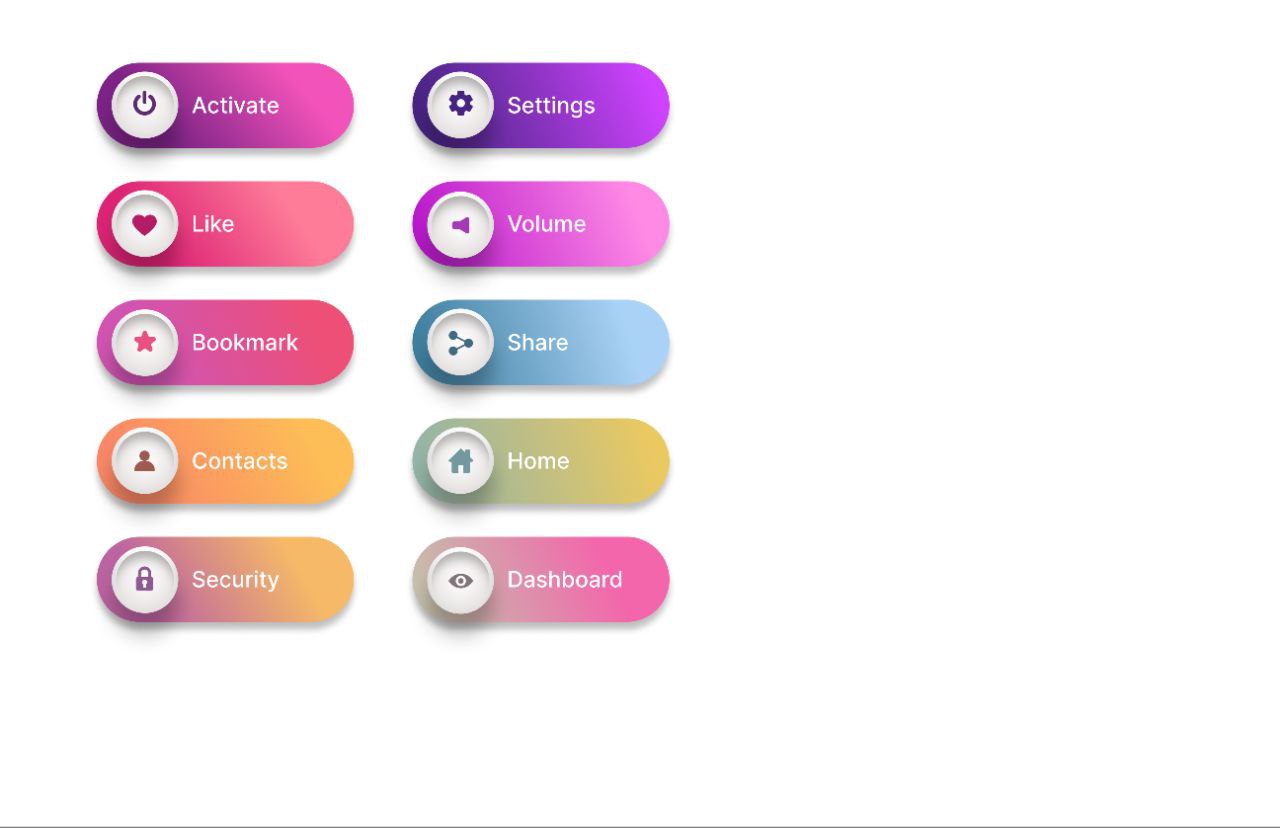 Activate
Settings
Like
Volume
Bookmark
Share
Contacts
Home
Security
Dashboard